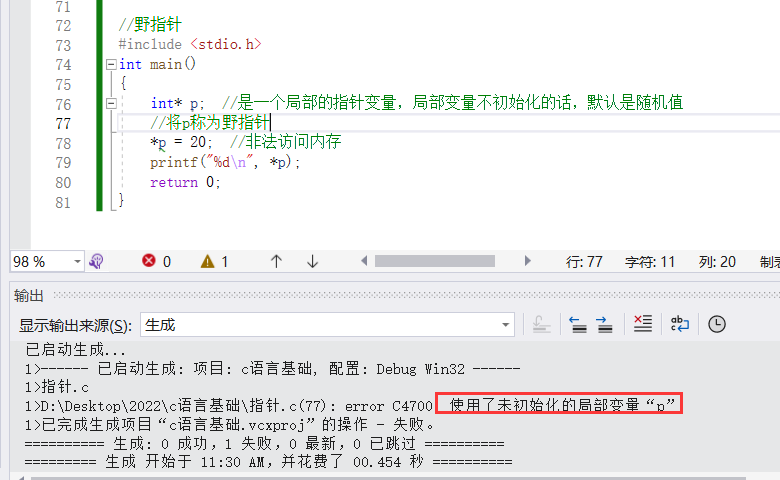 71
72 //野指针
73 #include <stdio.h>
74 int main()
75 {
76 int* p; //是一个局部的指针变量，局部变量不初始化的话，默认是随机值
77 //将p称为野指针
78 *p = 20; //非法访问内存
79 printf("%d\n", *p);
80 return 0;
81 }
98 % 0 1 行: 77 字符: 11 列: 20 制表
输出
显示输出来源(S): 生成
已启动生成...
1>------ 已启动生成: 项目: c语言基础, 配置: Debug Win32 ------
1>指针.c
1>D:\Desktop\2022\c语言基础\指针.c(77): error C4700: 使用了未初始化的局部变量“p”
1>已完成生成项目“c语言基础.vcxproj”的操作 - 失败。
========== 生成: 0 成功，1 失败，0 最新，0 已跳过 ==========
========= 生成 开始于 11:30 AM，并花费了 00.454 秒 ==========